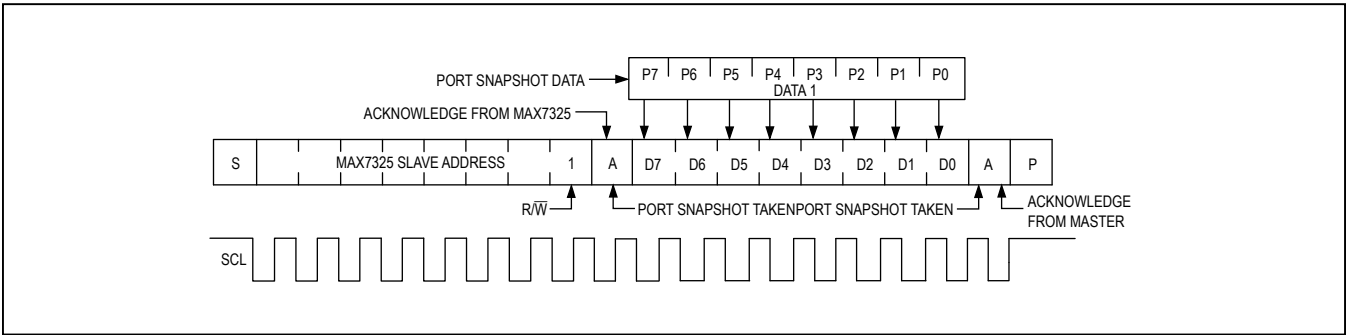 P7 P6 P5 P4 P3 P2 P1 P0
PORT SNAPSHOT DATA
DATA 1
ACKNOWLEDGE FROM MAX7325
S MAX7325 SLAVE ADDRESS 1 A D7 D6 D5 D4 D3 D2 D1 D0 A P
R/W̅ PORT SNAPSHOT TAKENPORT SNAPSHOT TAKEN ACKNOWLEDGE
FROM MASTER
SCL